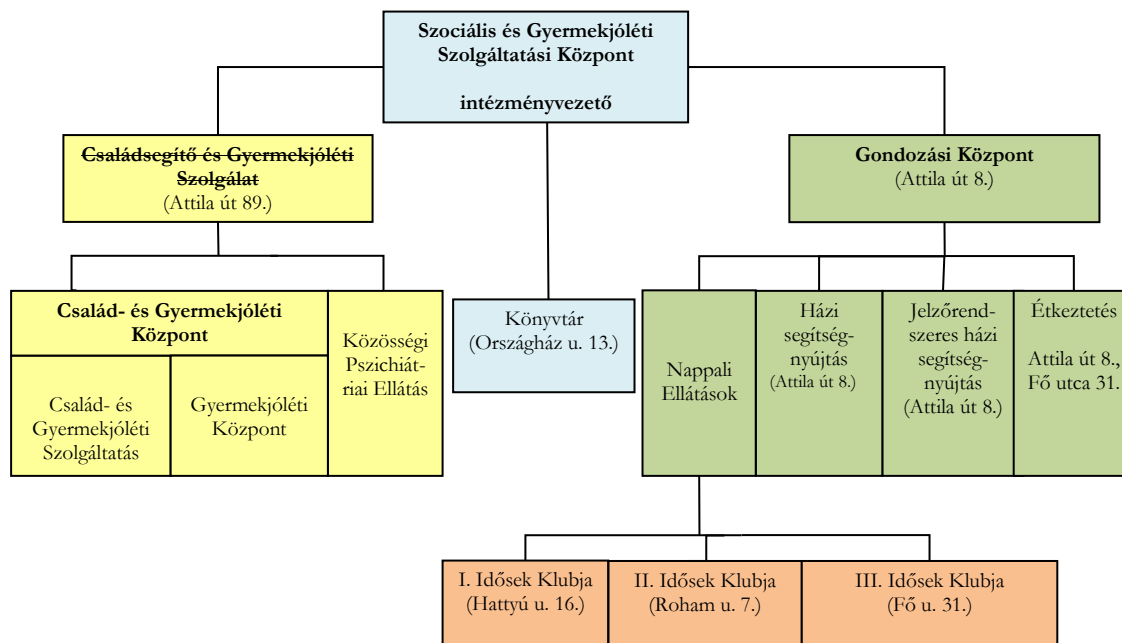 Szociális és Gyermekjóléti
Szolgáltatási Központ
intézményvezető
Családsegítő és Gyermekjóléti
Szolgálat
(Attila út 89.)
Gondozási Központ
(Attila út 8.)
Család- és Gyermekjóléti
Központ
Család- és
Gyermekjóléti
Szolgáltatás
Gyermekjóléti
Központ
Közösségi
Pszichiát-
riai Ellátás
Könyvtár
(Országház u. 13.)
Nappali
Ellátások
Házi
segítség-
nyújtás
(Attila út 8.)
Jelzőrend-
szeres házi
segítség-
nyújtás
(Attila út 8.)
Étkeztetés
Attila út 8.,
Fő utca 31.
I. Idősek Klubja
(Hattyú u. 16.)
II. Idősek Klubja
(Roham u. 7.)
III. Idősek Klubja
(Fő u. 31.)